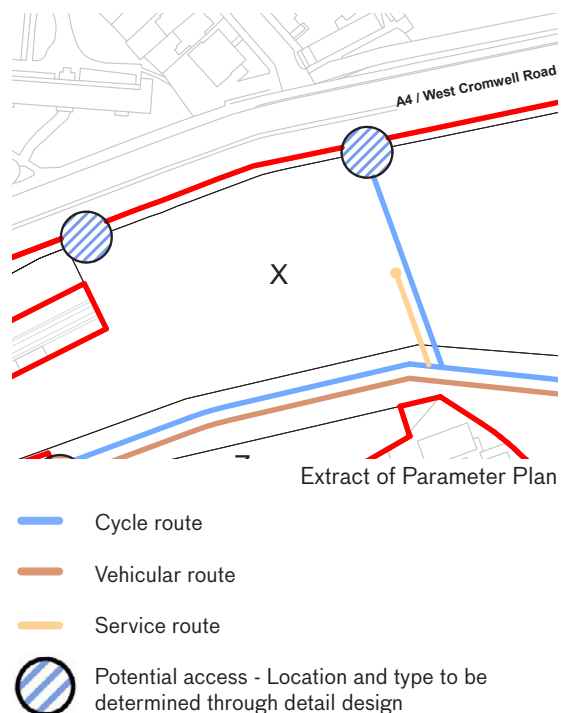 A4 / West Cromwell Road
X
Extract of Parameter Plan
Cycle route
Vehicular route
Service route
Potential access - Location and type to be
determined through detail design